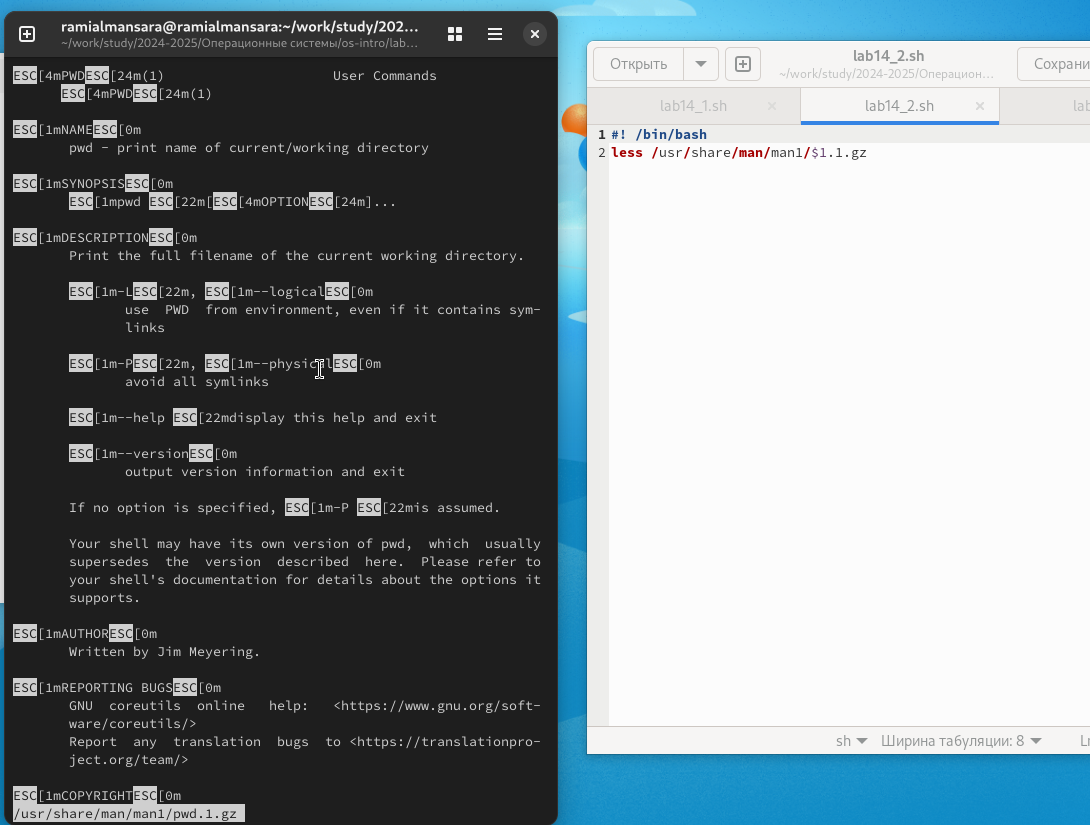 ramialmansara@ramialmansara:~/work/study/202...
~/work/study/2024-2025/Операционные системы/os-intro/lab...
ESC[4mPWDESC[24m(1)                     User Commands
      ESC[4mPWDESC[24m(1)
ESC[1mNAMEESC[0m
       pwd - print name of current/working directory
ESC[1mSYNOPSISESC[0m
       ESC[1mpwd ESC[22m[ESC[4mOPTIONESC[24m]...
ESC[1mDESCRIPTIONESC[0m
       Print the full filename of the current working directory.
       ESC[1m-LESC[22m, ESC[1m--logicalESC[0m
              use  PWD  from environment, even if it contains sym-
              links
       ESC[1m-PESC[22m, ESC[1m--physicalESC[0m
              avoid all symlinks
       ESC[1m--help ESC[22mdisplay this help and exit
       ESC[1m--versionESC[0m
              output version information and exit
       If no option is specified, ESC[1m-P ESC[22mis assumed.
       Your shell may have its own version of pwd,  which  usually
       supersedes  the  version  described  here.  Please refer to
       your shell's documentation for details about the options it
       supports.
ESC[1mAUTHORESC[0m
       Written by Jim Meyering.
ESC[1mREPORTING BUGSESC[0m
       GNU  coreutils  online   help:   <https://www.gnu.org/soft-
       ware/coreutils/>
       Report  any  translation  bugs  to <https://translationpro-
       ject.org/team/>
ESC[1mCOPYRIGHTESC[0m
/usr/share/man/man1/pwd.1.gz
Открыть
lab14_2.sh
~/work/study/2024-2025/Операцион...
Сохрани
lab14_1.sh
lab14_2.sh
lab
1 #! /bin/bash
2 less /usr/share/man/man1/$1.1.gz
sh
Ширина табуляции: 8
Ln